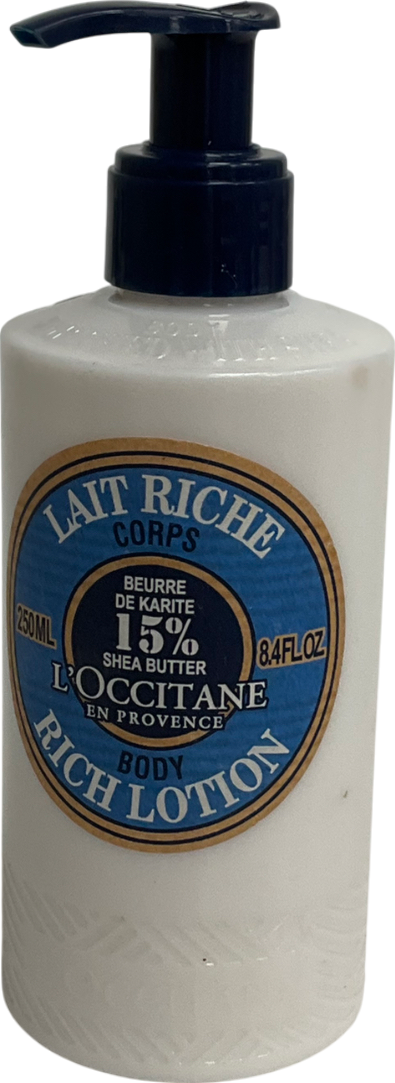 LAIT RICHE
CORPS
BEURRE
DE KARITE
15%
SHEA BUTTER
250ML
8.4FL.OZ
L'OCCITANE
EN PROVENCE
BODY
RICH LOTION